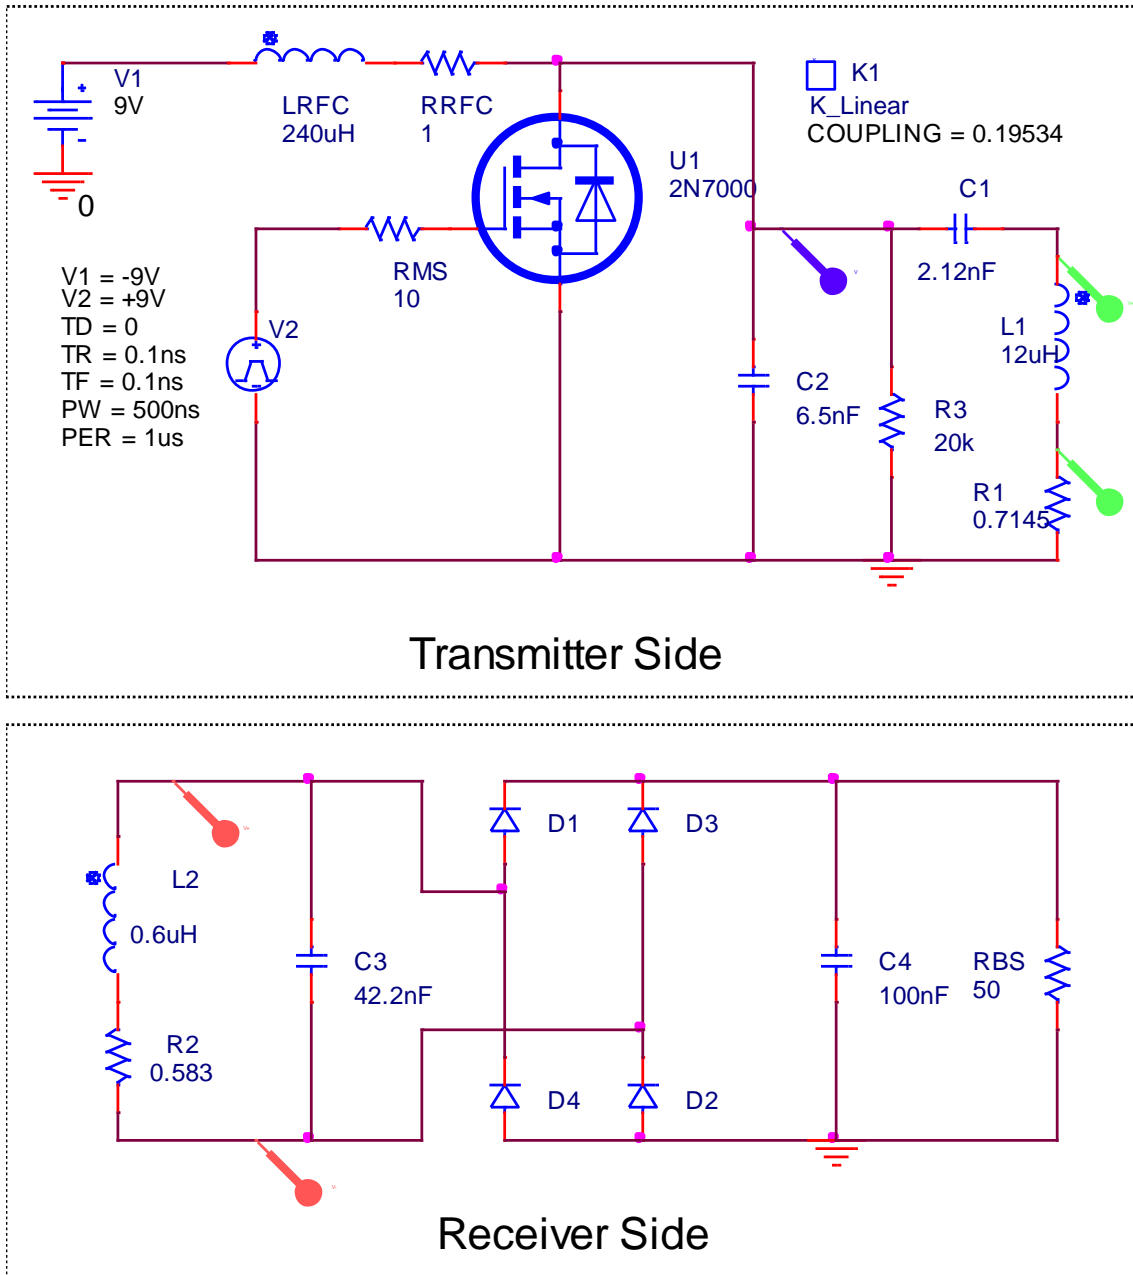 V1
9V
0
LRFC
240uH
RRFC
1
K1
K_Linear
COUPLING = 0.19534
U1
2N7000
RMS
10
V1 = -9V
V2 = +9V
TD = 0
TR = 0.1ns
TF = 0.1ns
PW = 500ns
PER = 1us
V2
C1
2.12nF
L1
12uH
C2
6.5nF
R3
20k
R1
0.7145
Transmitter Side
L2
0.6uH
R2
0.583
C3
42.2nF
D1
D3
D4
D2
C4
100nF
RBS
50
Receiver Side